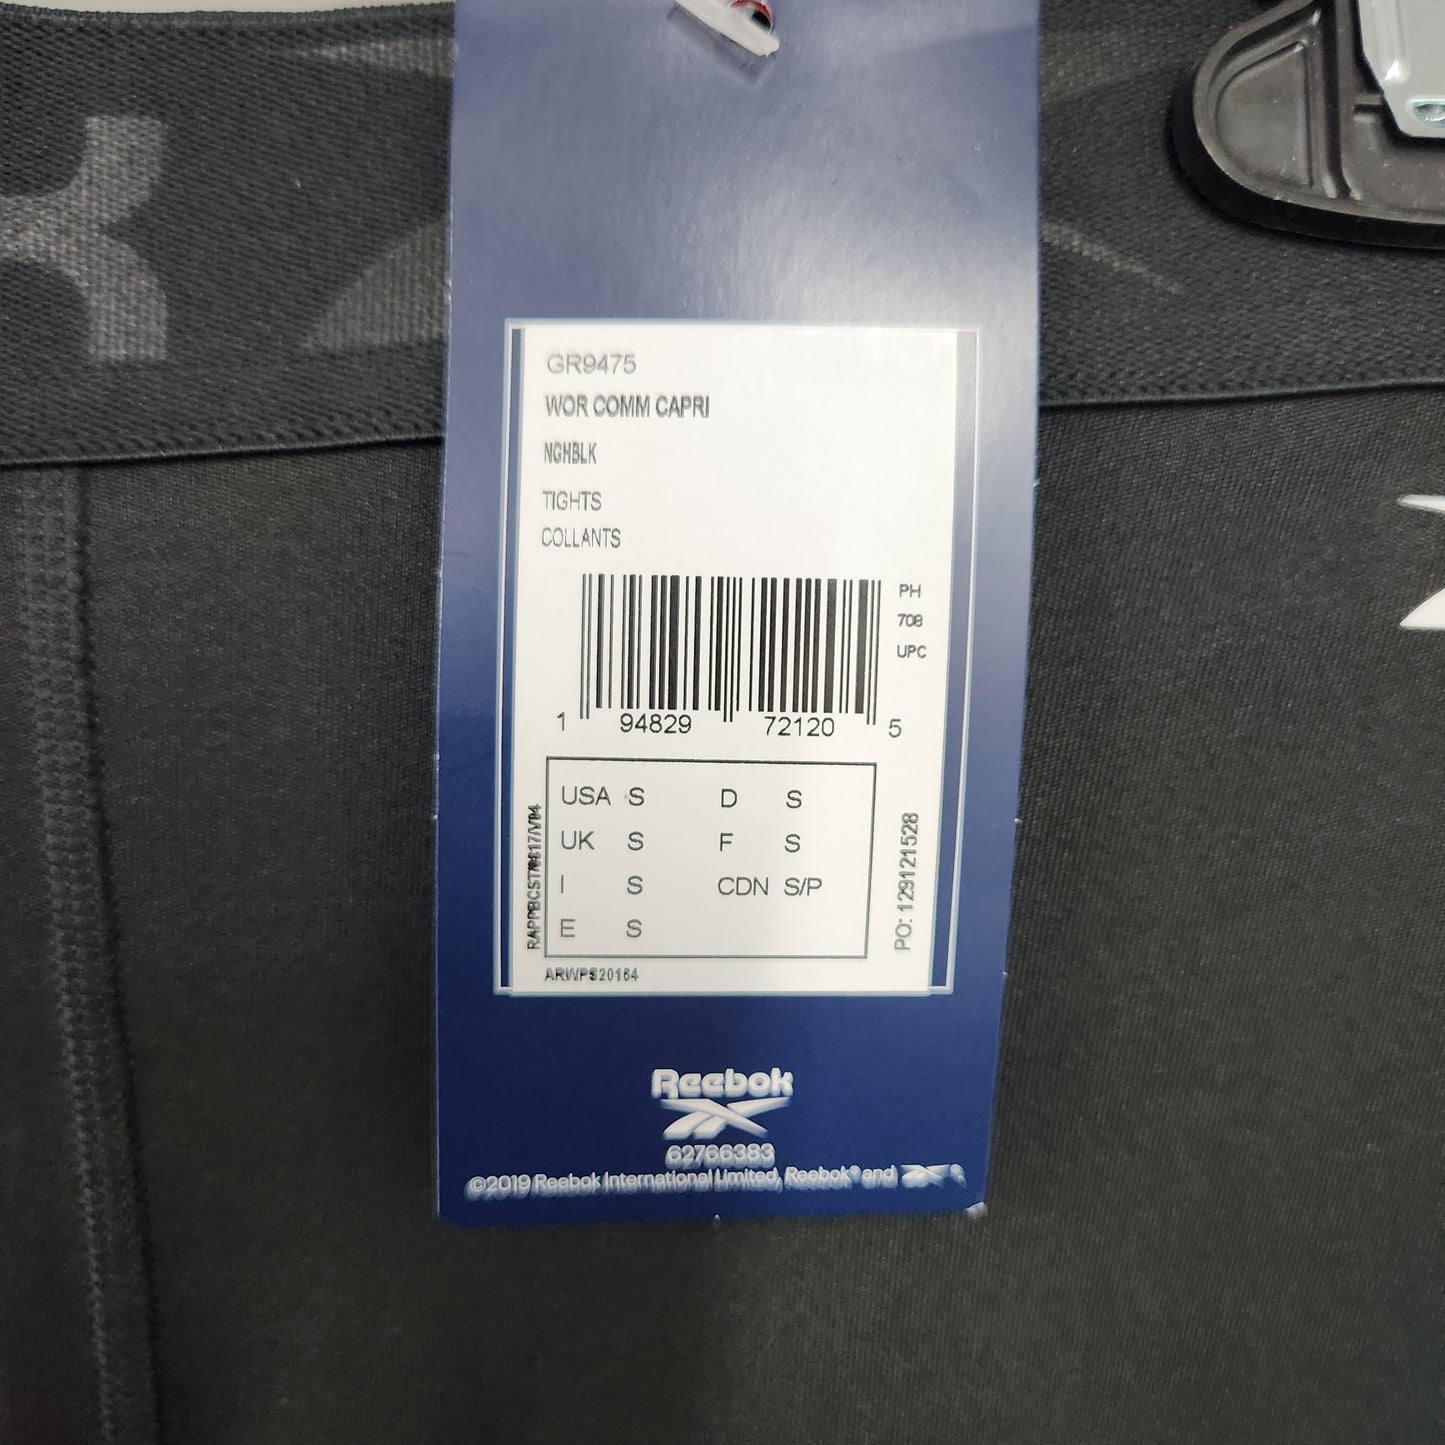 GR9475
WOR COMM CAPRI
NGHBLK
TIGHTS
COLLANTS
PH
708
UPC
1 94829 72120 5
USA S D S
UK S F S
I S CDN S/P
E S
PO: 129121528
ARWPS20164
Reebok
62766383
©2019 Reebok International Limited, Reebok® and ®